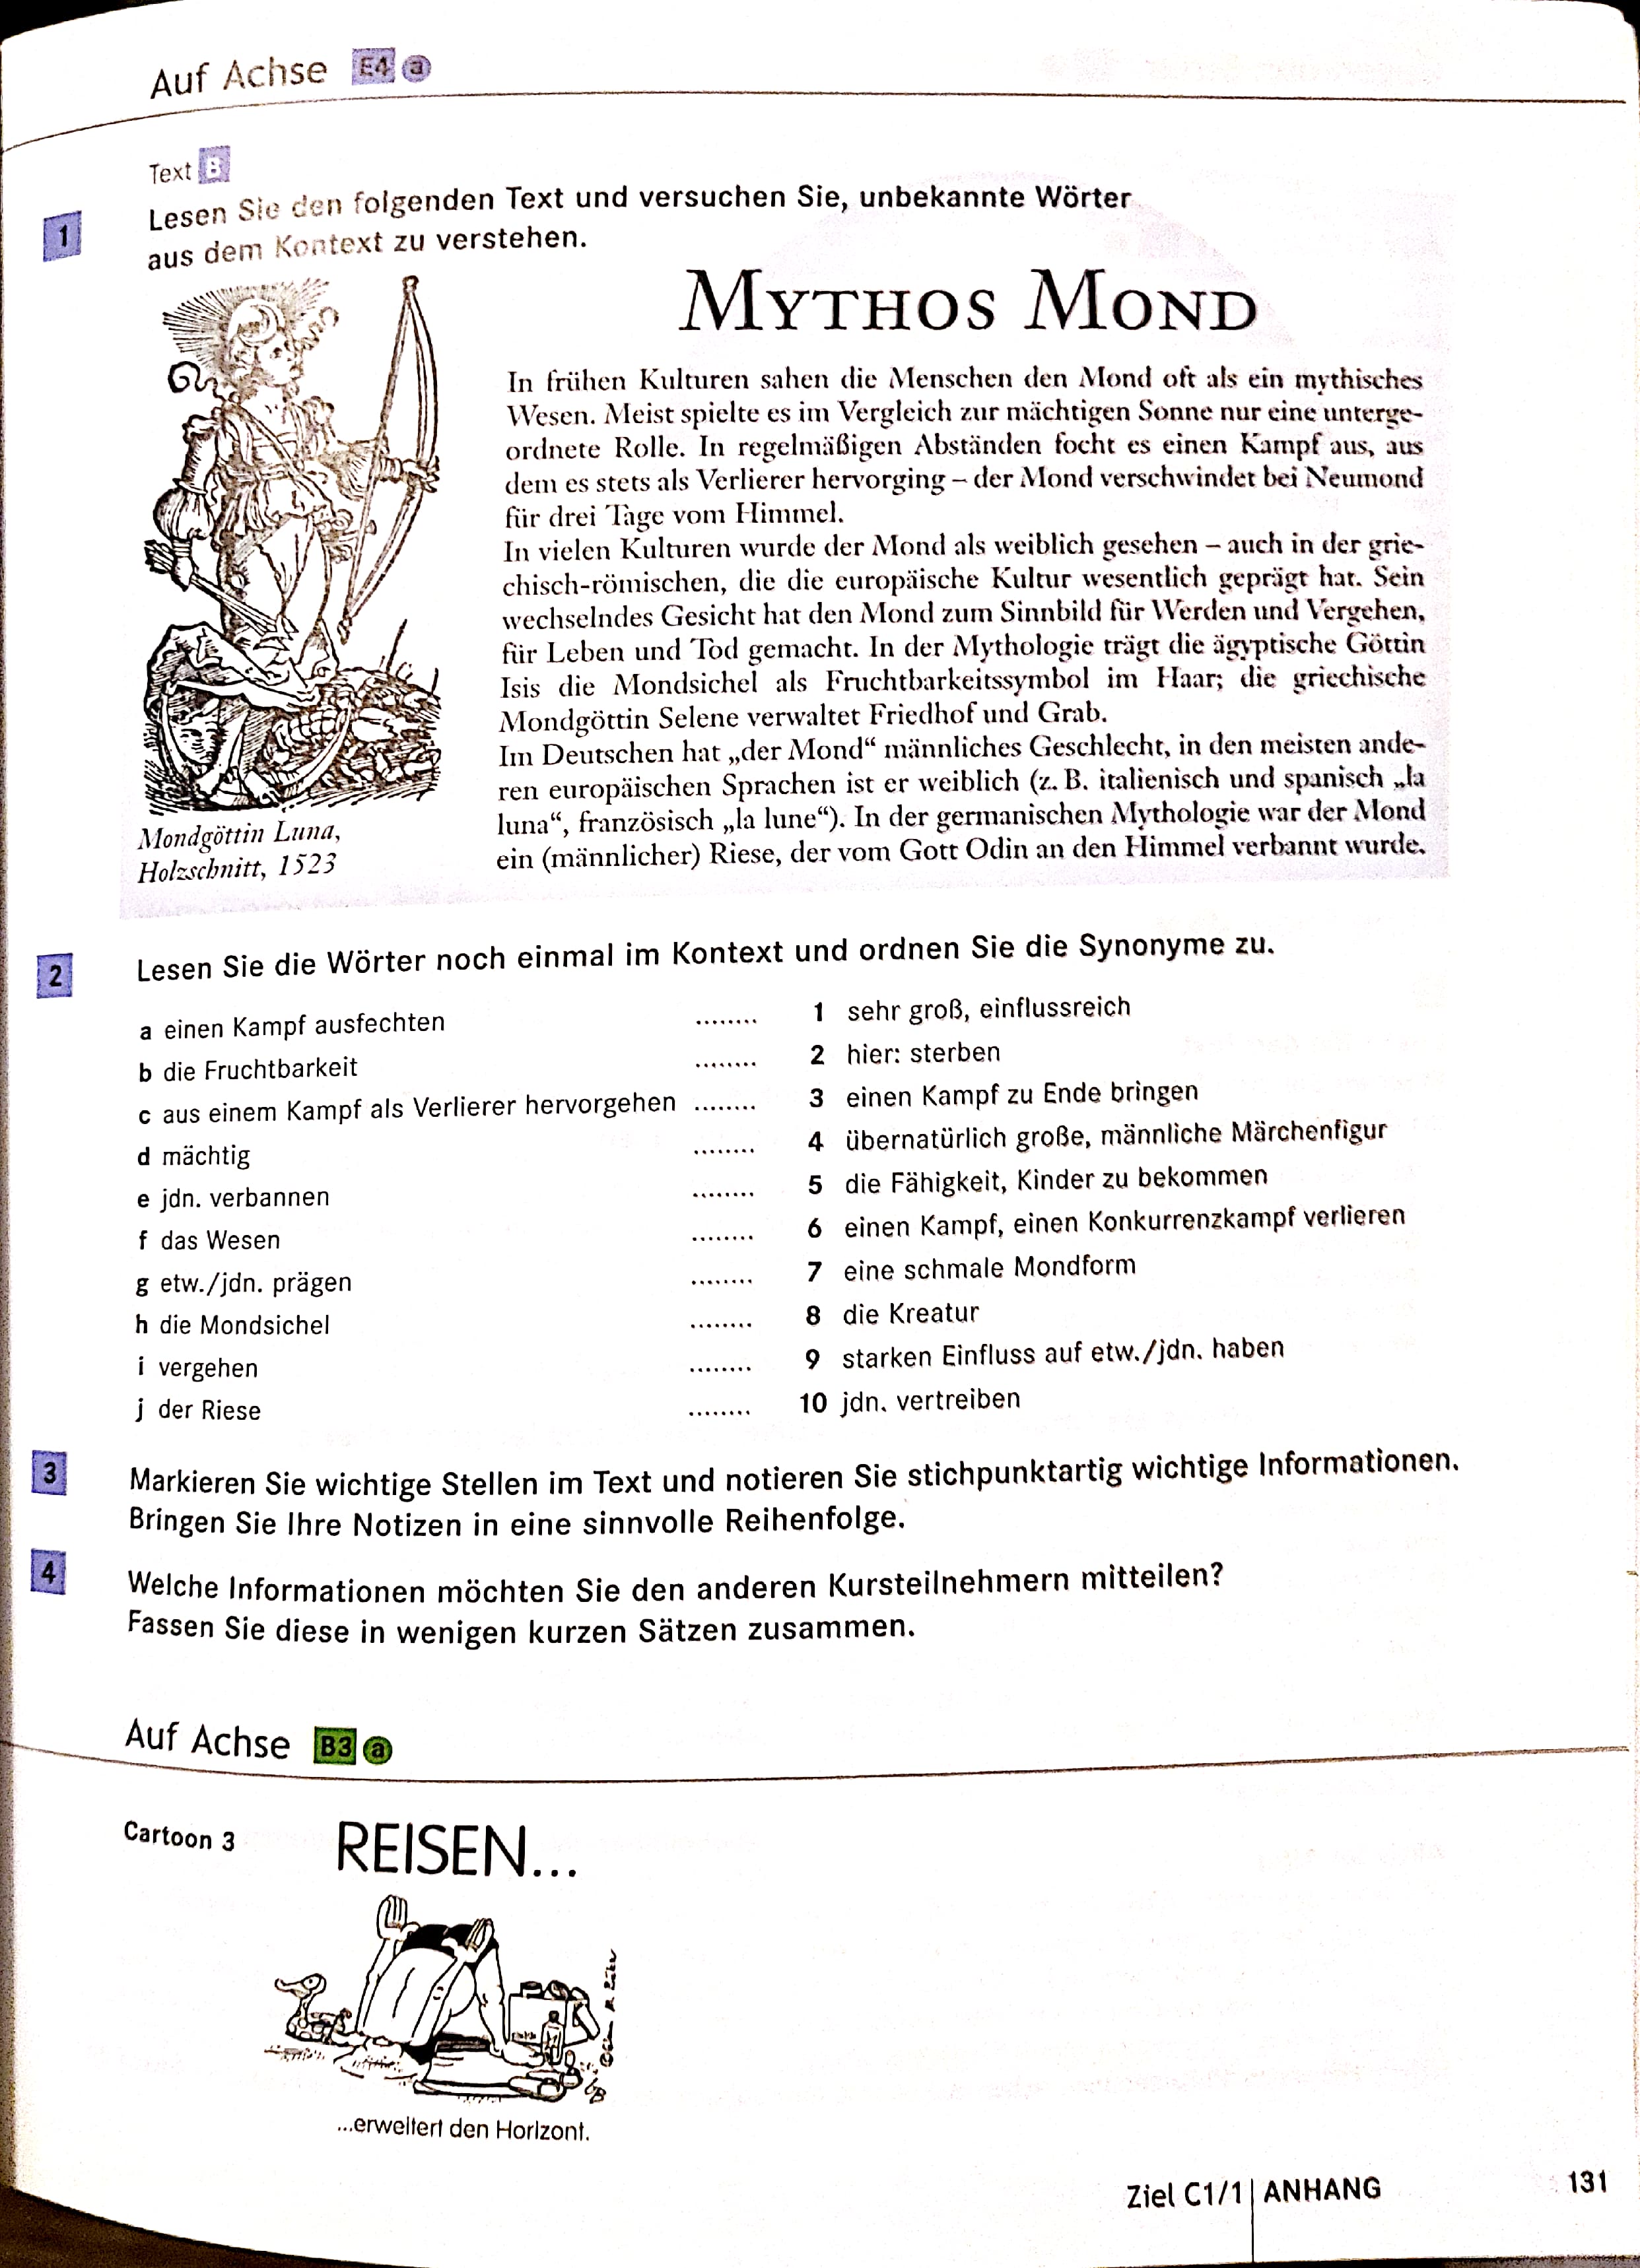 Auf Achse E4 a
Text B
1
Lesen Sie den folgenden Text und versuchen Sie, unbekannte Wörter
aus dem Kontext zu verstehen.
MYTHOS MOND
In frühen Kulturen sahen die Menschen den Mond oft als ein mythisches
Wesen. Meist spielte es im Vergleich zur mächtigen Sonne nur eine unterge-
ordnete Rolle. In regelmäßigen Abständen focht es einen Kampf aus, aus
dem es stets als Verlierer hervorging – der Mond verschwindet bei Neumond
für drei Tage vom Himmel.
In vielen Kulturen wurde der Mond als weiblich gesehen – auch in der grie-
chisch-römischen, die die europäische Kultur wesentlich geprägt hat. Sein
wechselndes Gesicht hat den Mond zum Sinnbild für Werden und Vergehen,
für Leben und Tod gemacht. In der Mythologie trägt die ägyptische Göttin
Isis die Mondsichel als Fruchtbarkeitssymbol im Haar; die griechische
Mondgöttin Selene verwaltet Friedhof und Grab.
Im Deutschen hat „der Mond“ männliches Geschlecht, in den meisten ande-
ren europäischen Sprachen ist er weiblich (z. B. italienisch und spanisch „la
luna“, französisch „la lune“). In der germanischen Mythologie war der Mond
ein (männlicher) Riese, der vom Gott Odin an den Himmel verbannt wurde.
Mondgöttin Luna,
Holzschnitt, 1523
2
Lesen Sie die Wörter noch einmal im Kontext und ordnen Sie die Synonyme zu.
a einen Kampf ausfechten ........ 1 sehr groß, einflussreich
b die Fruchtbarkeit ........ 2 hier: sterben
c aus einem Kampf als Verlierer hervorgehen ........ 3 einen Kampf zu Ende bringen
d mächtig ........ 4 übernatürlich große, männliche Märchenfigur
e jdn. verbannen ........ 5 die Fähigkeit, Kinder zu bekommen
f das Wesen ........ 6 einen Kampf, einen Konkurrenzkampf verlieren
g etw./jdn. prägen ........ 7 eine schmale Mondform
h die Mondsichel ........ 8 die Kreatur
i vergehen ........ 9 starken Einfluss auf etw./jdn. haben
j der Riese ........ 10 jdn. vertreiben
3
Markieren Sie wichtige Stellen im Text und notieren Sie stichpunktartig wichtige Informationen.
Bringen Sie Ihre Notizen in eine sinnvolle Reihenfolge.
4
Welche Informationen möchten Sie den anderen Kursteilnehmern mitteilen?
Fassen Sie diese in wenigen kurzen Sätzen zusammen.
Auf Achse B3 a
Cartoon 3
REISEN...
...erweitert den Horizont.
Ziel C1/1 | ANHANG
131